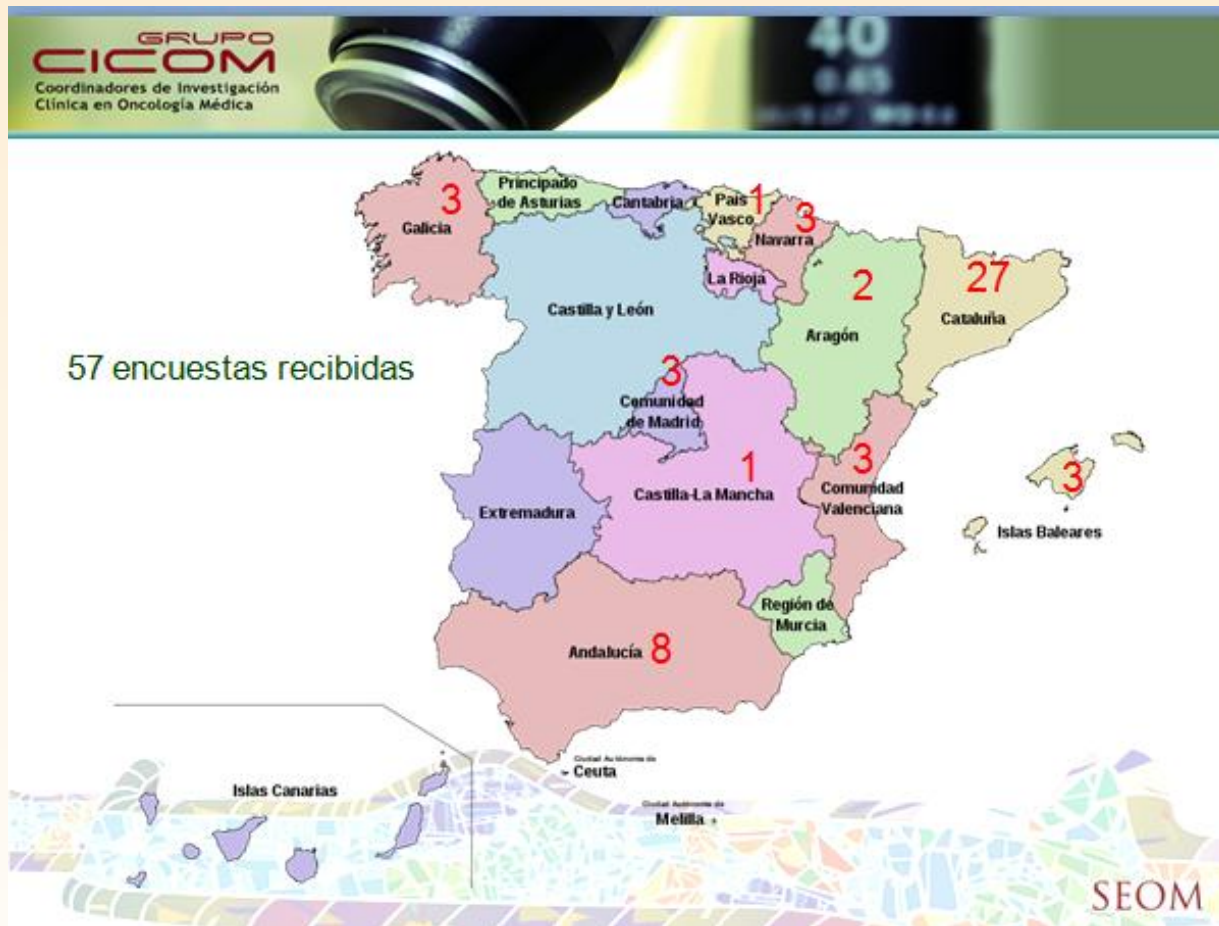 GRUPO
CICOM
Coordinadores de Investigación
Clínica en Oncología Médica
40
0.65
57 encuestas recibidas
Galicia
3
Principado
de Asturias
Cantabria
País
Vasco
1
Navarra
3
La Rioja
Castilla y León
Aragón
2
Cataluña
27
Comunidad
de Madrid
3
Castilla-La Mancha
1
Comunidad
Valenciana
3
Islas Baleares
3
Extremadura
Región de
Murcia
Andalucía 8
Ciudad Autónoma de
Ceuta
Ciudad Autónoma de
Melilla
Islas Canarias
SEOM